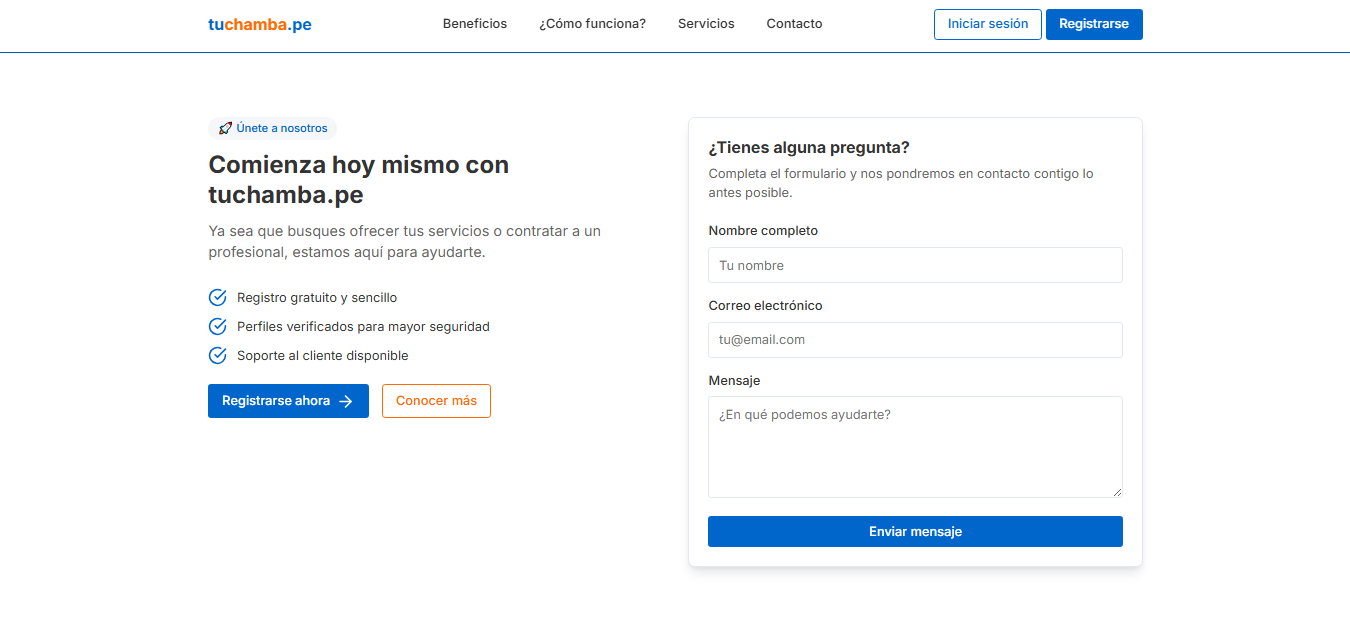 tuchamba.pe
Beneficios
¿Cómo funciona?
Servicios
Contacto
Iniciar sesión
Registrarse
🚀 Únete a nosotros
Comienza hoy mismo con
tuchamba.pe
Ya sea que busques ofrecer tus servicios o contratar a un
profesional, estamos aquí para ayudarte.
Registro gratuito y sencillo
Perfiles verificados para mayor seguridad
Soporte al cliente disponible
Registrarse ahora →
Conocer más
¿Tienes alguna pregunta?
Completa el formulario y nos pondremos en contacto contigo lo
antes posible.
Nombre completo
Tu nombre
Correo electrónico
tu@email.com
Mensaje
¿En qué podemos ayudarte?
Enviar mensaje